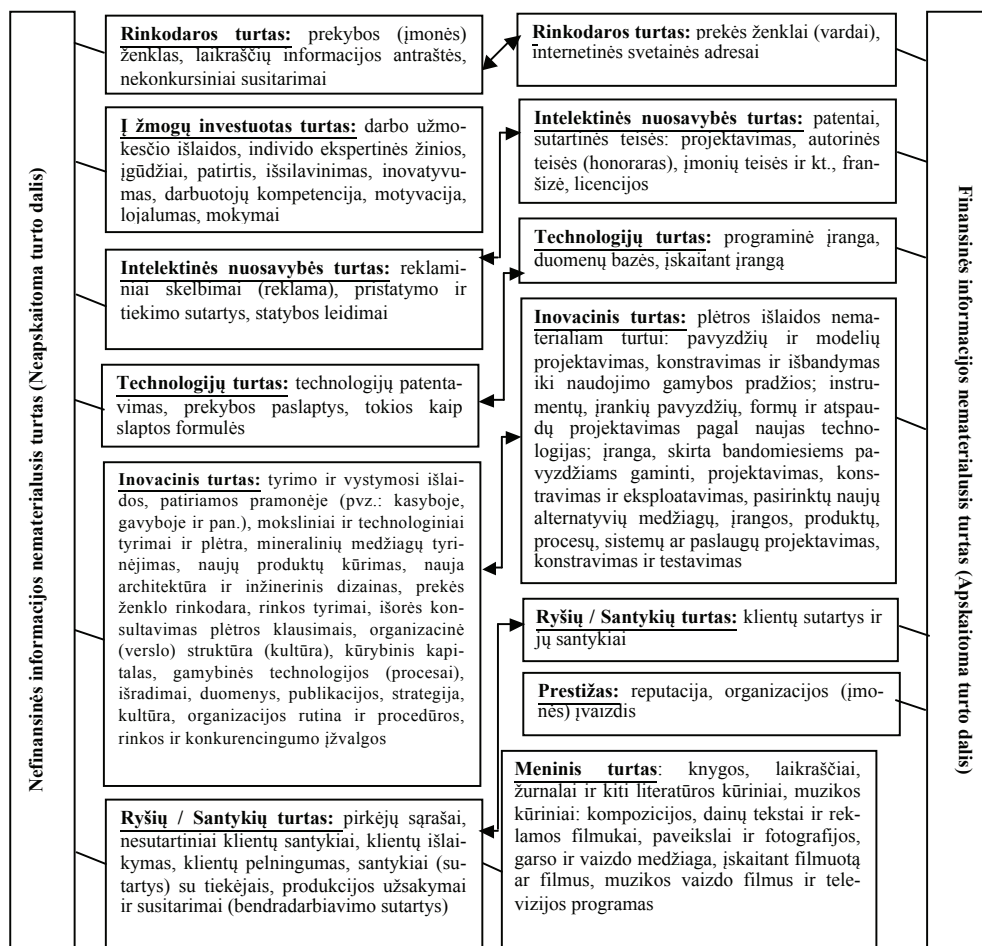 Nefinansinės informacijos nematerialusis turtas (Neapskaitoma turto dalis)
Rinkodaros turtas: prekybos (įmonės)
ženklas, laikraščių informacijos antraštės,
nekonkursiniai susitarimai
Į žmogų investuotas turtas: darbo užmo-
kesčio išlaidos, individo ekspertinės žinios,
įgūdžiai, patirtis, išsilavinimas, inovatyvu-
mas, darbuotojų kompetencija, motyvacija,
lojalumas, mokymai
Intelektinės nuosavybės turtas: reklami-
niai skelbimai (reklama), pristatymo ir
tiekimo sutartys, statybos leidimai
Technologijų turtas: technologijų patenta-
vimas, prekybos paslaptys, tokios kaip
slaptos formulės
Inovacinis turtas: tyrimo ir vystymosi išlai-
dos, patiriamos pramonėje (pvz.: kasyboje,
gavyboje ir pan.), moksliniai ir technologiniai
tyrimai ir plėtra, mineralinių medžiagų tyri-
nėjimas, naujų produktų kūrimas, nauja
architektūra ir inžinerinis dizainas, prekės
ženklo rinkodara, rinkos tyrimai, išorės kon-
sultavimas plėtros klausimais, organizacinė
(verslo) struktūra (kultūra), kūrybinis kapi-
talas, gamybinės technologijos (procesai),
išradimai, duomenys, publikacijos, strategija,
kultūra, organizacijos rutina ir procedūros,
rinkos ir konkurencingumo įžvalgos
Ryšių / Santykių turtas: pirkėjų sąrašai,
nesutartiniai klientų santykiai, klientų išlai-
kymas, klientų pelningumas, santykiai (su-
tartys) su tiekėjais, produkcijos užsakymai
ir susitarimai (bendradarbiavimo sutartys)
Rinkodaros turtas: prekės ženklai (vardai),
internetinės svetainės adresai
Intelektinės nuosavybės turtas: patentai,
sutartinės teisės: projektavimas, autorinės
teisės (honoraras), įmonių teisės ir kt., fran-
šizė, licencijos
Technologijų turtas: programinė įranga,
duomenų bazės, įskaitant įrangą
Inovacinis turtas: plėtros išlaidos nema-
terialiam turtui: pavyzdžių ir modelių
projektavimas, konstravimas ir išbandymas
iki naudojimo gamybos pradžios; instru-
mentų, įrankių pavyzdžių, formų ir atspau-
dų projektavimas pagal naujas techno-
logijas; įranga, skirta bandomiesiems pa-
vyzdžiams gaminti, projektavimas, kons-
travimas ir eksploatavimas, pasirinktų naujų
alternatyvių medžiagų, įrangos, produktų,
procesų, sistemų ar paslaugų projektavimas,
konstravimas ir testavimas
Ryšių / Santykių turtas: klientų sutartys ir
jų santykiai
Prestižas: reputacija, organizacijos (įmo-
nės) įvaizdis
Meninis turtas: knygos, laikraščiai,
žurnalai ir kiti literatūros kūriniai, muzikos
kūriniai: kompozicijos, dainų tekstai ir rek-
lamos filmukai, paveikslai ir fotografijos,
garso ir vaizdo medžiaga, įskaitant filmuotą
ar filmus, muzikos vaizdo filmus ir tele-
vizijos programas
Finansinės informacijos nematerialusis turtas (Apskaitoma turto dalis)